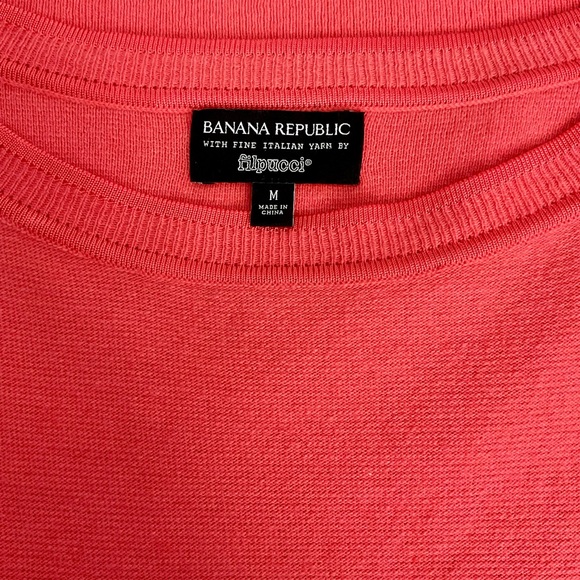 BANANA REPUBLIC
WITH FINE ITALIAN YARN BY
filpucci®
M
MADE IN
CHINA